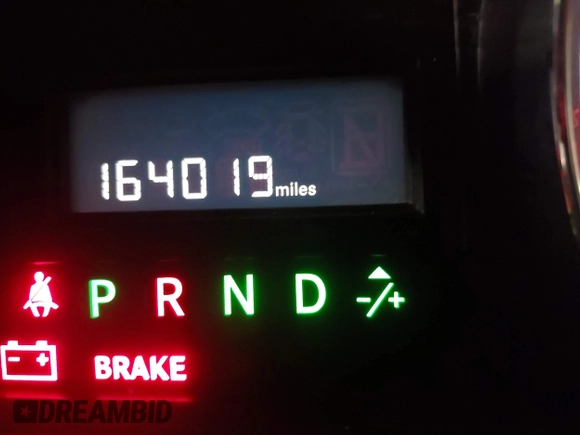 164019 miles
P R N D -/+
- + BRAKE
DREAMBID